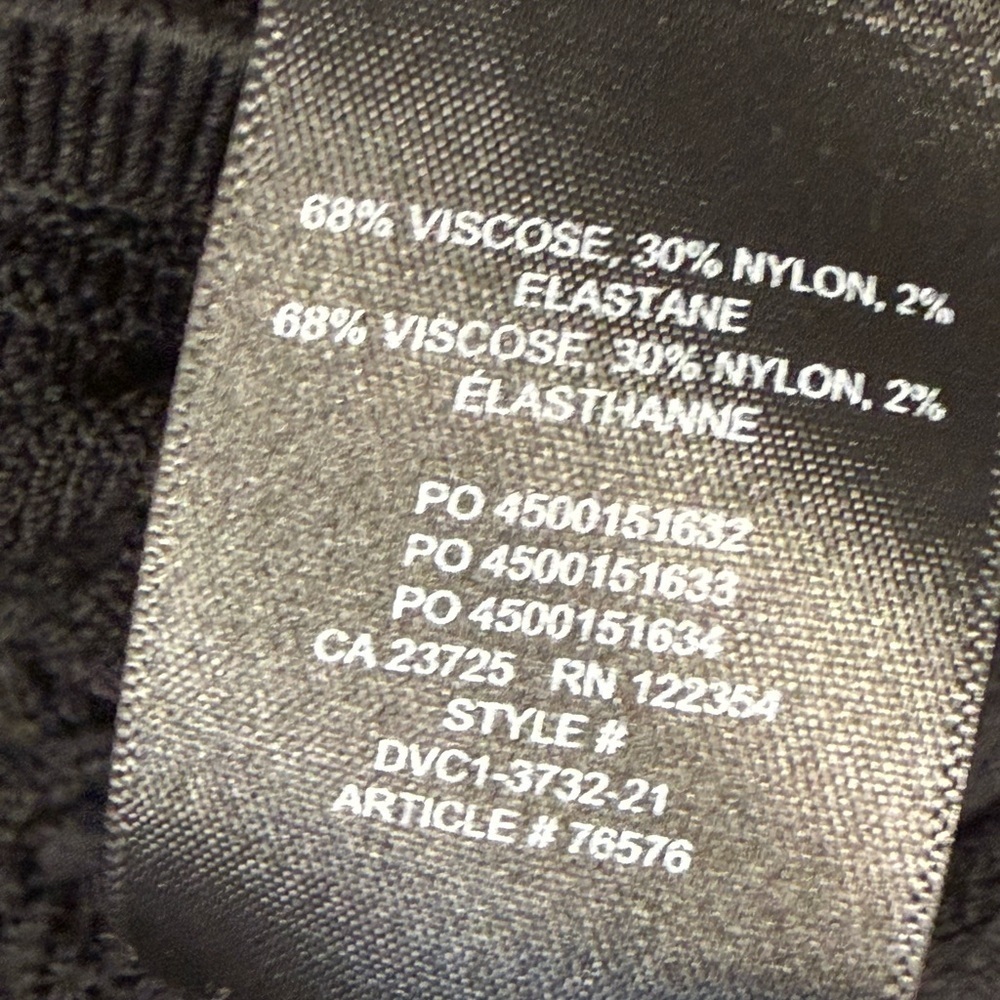 68% VISCOSE, 30% NYLON, 2%
ELASTANE
68% VISCOSE, 30% NYLON, 2%
ÉLASTHANNE
PO 4500151632
PO 4500151633
PO 4500151634
CA 23725 RN 122354
STYLE #
DVC1-3732-21
ARTICLE # 76576